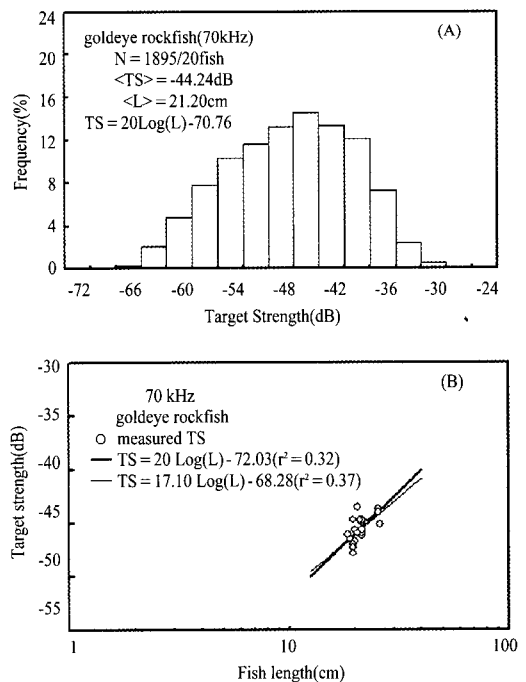 (A)
goldeye rockfish(70kHz)
N = 1895/20fish
<TS> = -44.24dB
<L> = 21.20cm
TS = 20Log(L) -70.76
Frequency(%)
24
20
16
12
8
4
0
-72 -66 -60 -54 -48 -42 -36 -30 -24
Target Strength(dB)
(B)
70 kHz
goldeye rockfish
measured TS
TS = 20 Log(L) - 72.03(r² = 0.32)
TS = 17.10 Log(L) - 68.28(r² = 0.37)
Target strength(dB)
-30
-35
-40
-45
-50
-55
1 10 100
Fish length(cm)